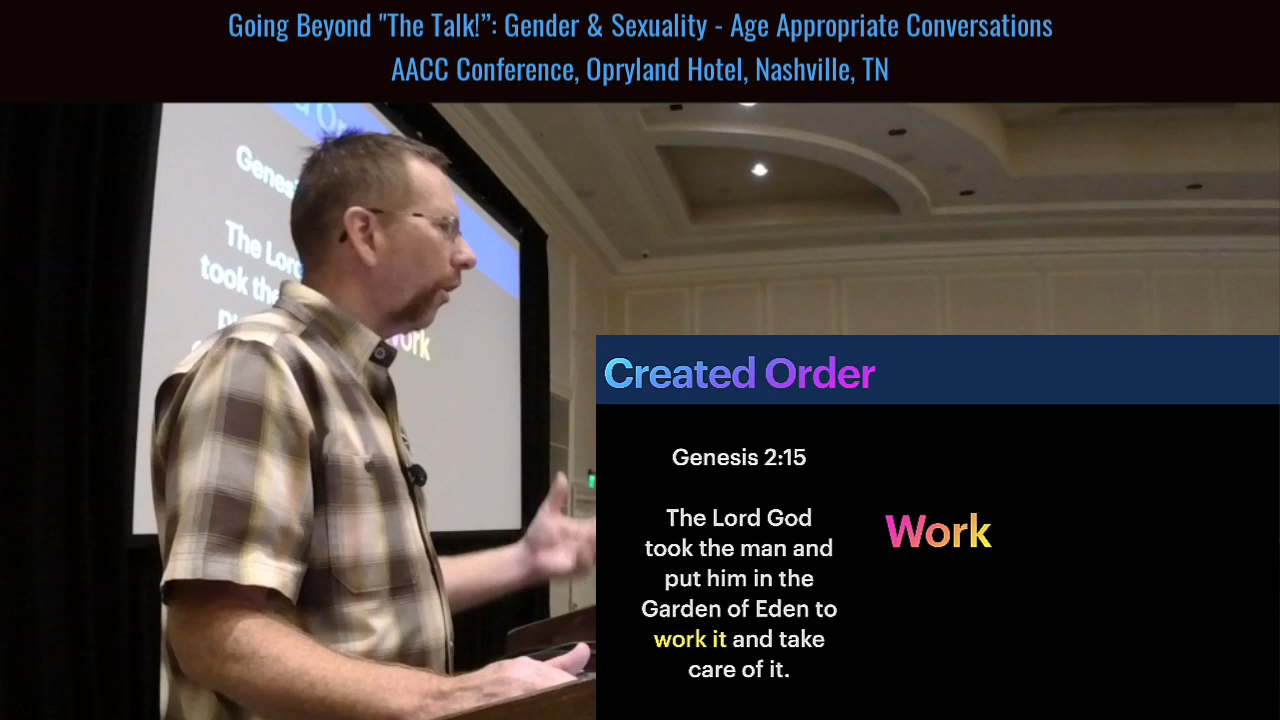 Going Beyond "The Talk!”: Gender & Sexuality - Age Appropriate Conversations
AACC Conference, Opryland Hotel, Nashville, TN
The
took
Created Order
Genesis 2:15
The Lord God
took the man and
put him in the
Garden of Eden to
work it and take
care of it.
Work